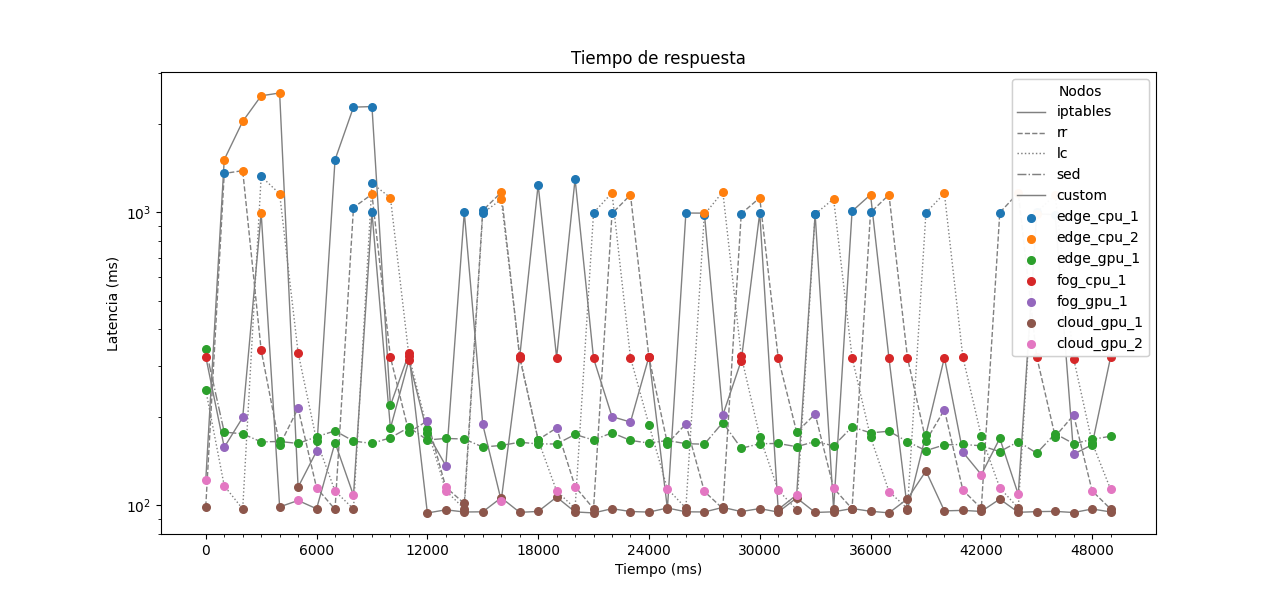 Tiempo de respuesta
Latencia (ms)
10³
10²
0 6000 12000 18000 24000 30000 36000 42000 48000
Tiempo (ms)
Nodos
iptables
rr
lc
sed
custom
edge_cpu_1
edge_cpu_2
edge_gpu_1
fog_cpu_1
fog_gpu_1
cloud_gpu_1
cloud_gpu_2